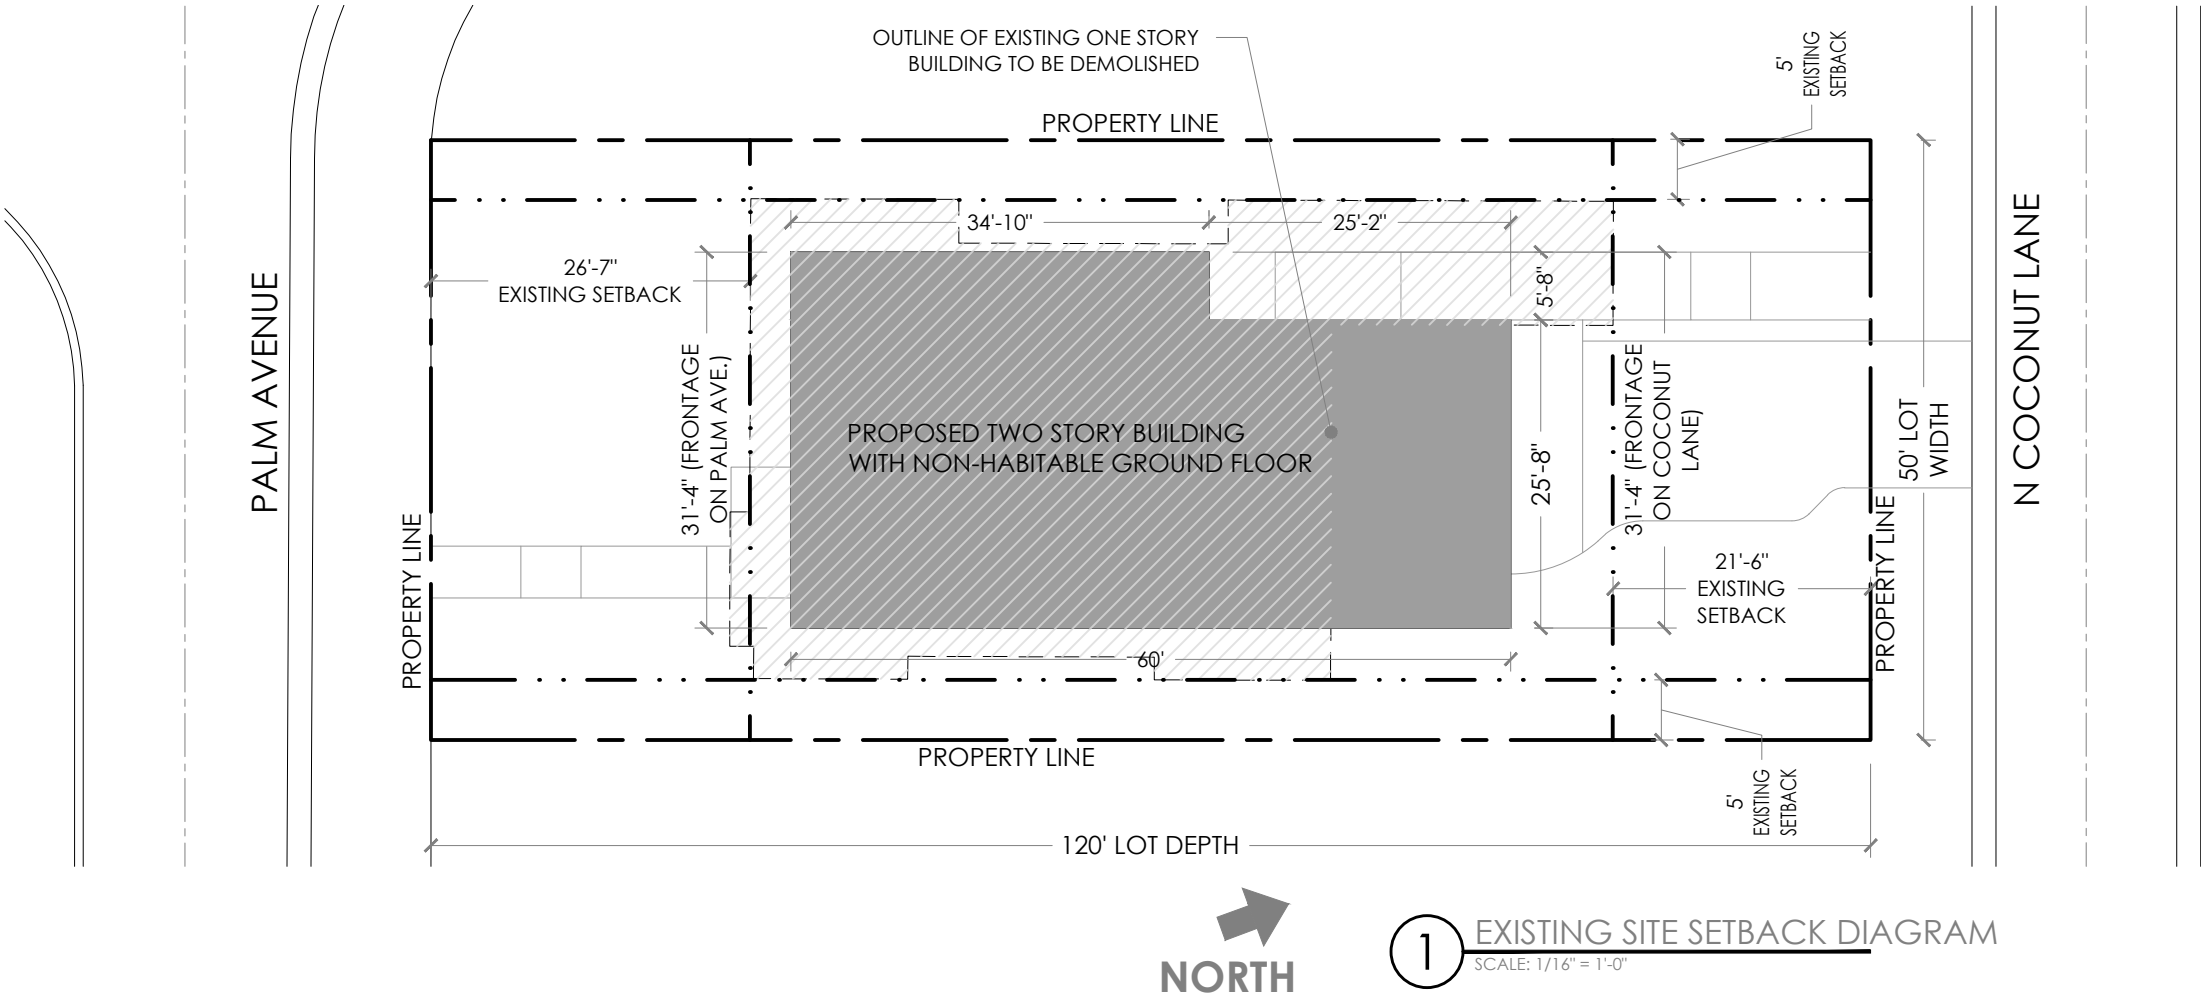 OUTLINE OF EXISTING ONE STORY
BUILDING TO BE DEMOLISHED
5'
EXISTING
SETBACK
PROPERTY LINE
34'-10"
25'-2"
26'-7"
EXISTING SETBACK
5'-8"
PALM AVENUE
31'-4" (FRONTAGE
ON PALM AVE.)
PROPOSED TWO STORY BUILDING
WITH NON-HABITABLE GROUND FLOOR
25'-8"
31'-4" (FRONTAGE
ON COCONUT
LANE)
50' LOT
WIDTH
N COCONUT LANE
PROPERTY LINE
21'-6"
EXISTING
SETBACK
PROPERTY LINE
60'
PROPERTY LINE
5'
EXISTING
SETBACK
120' LOT DEPTH
NORTH
1
EXISTING SITE SETBACK DIAGRAM
SCALE: 1/16" = 1'-0"